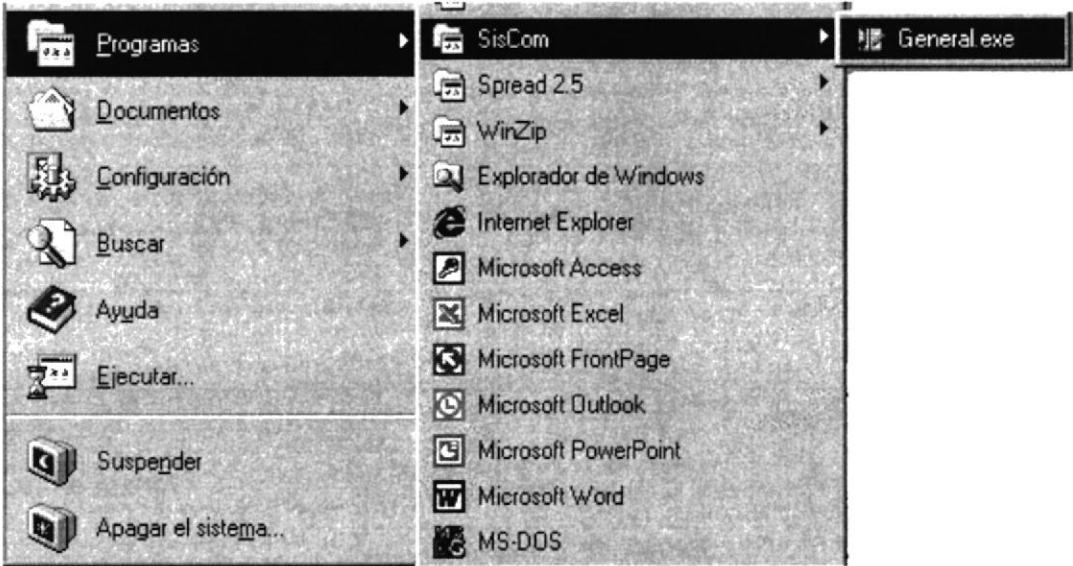 Programas
Documentos
Configuración
Buscar
Ayuda
Ejecutar...
Suspender
Apagar el sistema...
SisCom
Spread 2.5
WinZip
Explorador de Windows
Internet Explorer
Microsoft Access
Microsoft Excel
Microsoft FrontPage
Microsoft Outlook
Microsoft PowerPoint
Microsoft Word
MS-DOS
General.exe